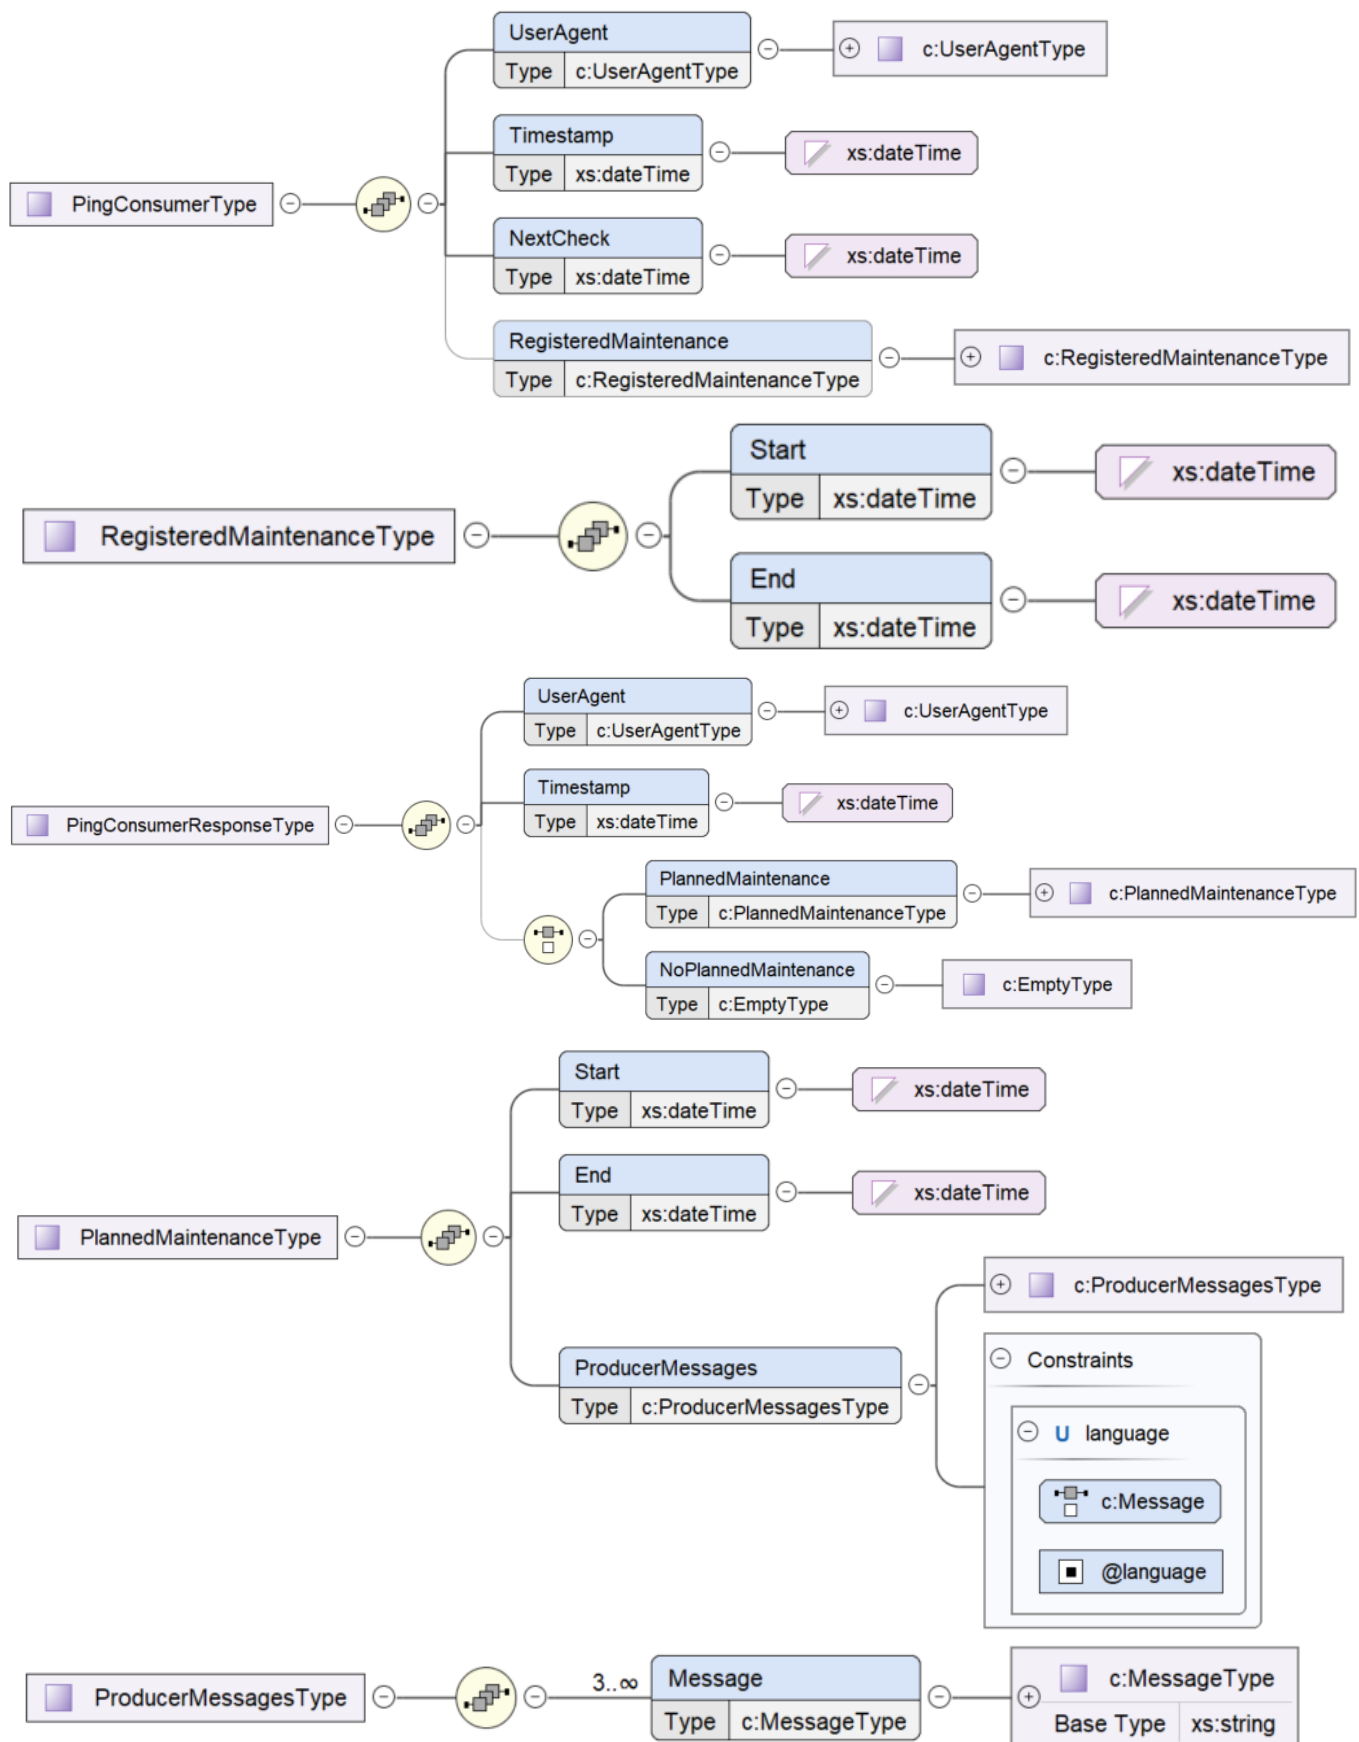 UserAgent
Type c:UserAgentType
c:UserAgentType
Timestamp
Type xs:dateTime
xs:dateTime
PingConsumerType
NextCheck
Type xs:dateTime
xs:dateTime
RegisteredMaintenance
Type c:RegisteredMaintenanceType
c:RegisteredMaintenanceType
Start
Type xs:dateTime
xs:dateTime
RegisteredMaintenanceType
End
Type xs:dateTime
xs:dateTime
UserAgent
Type c:UserAgentType
c:UserAgentType
Timestamp
Type xs:dateTime
xs:dateTime
PingConsumerResponseType
PlannedMaintenance
Type c:PlannedMaintenanceType
c:PlannedMaintenanceType
NoPlannedMaintenance
Type c:EmptyType
c:EmptyType
Start
Type xs:dateTime
xs:dateTime
End
Type xs:dateTime
xs:dateTime
PlannedMaintenanceType
c:ProducerMessagesType
ProducerMessages
Type c:ProducerMessagesType
Constraints
U language
c:Message
@language
ProducerMessagesType
3..∞
Message
Type c:MessageType
c:MessageType
Base Type xs:string